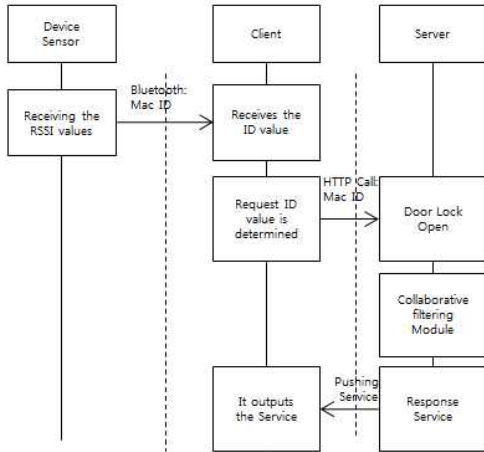 Device
Sensor
Client
Server
Bluetooth:
Mac ID
Receiving the
RSSI values
Receives the
ID value
HTTP Call:
Mac ID
Request ID
value is
determined
Door Lock
Open
Collaborative
filtering
Module
Pushing
Service
It outputs
the Service
Response
Service